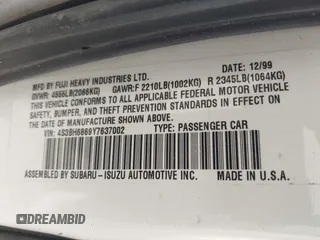 MFD. BY FUJI HEAVY INDUSTRIES LTD. 12/99
GVWR: 4555LB(2066KG) GAWR:F 2210LB(1002KG) R 2345LB(1064KG)
THIS VEHICLE CONFORMS TO ALL APPLICABLE FEDERAL MOTOR VEHICLE
SAFETY, BUMPER, AND THEFT PREVENTION STANDARDS IN EFFECT ON
THE DATE OF MANUFACTURE SHOWN ABOVE.
VIN: 4S3BH6869Y7637002 TYPE: PASSENGER CAR
ASSEMBLED BY SUBARU-ISUZU AUTOMOTIVE INC. MADE IN U.S.A.
DREAMBID
dreambid.com